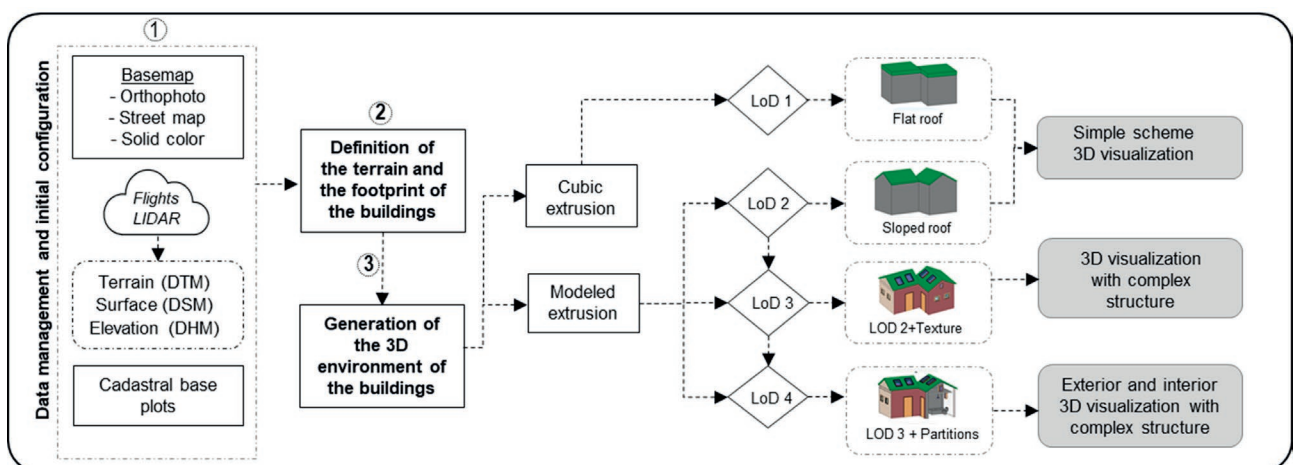 Data management and initial configuration
1
Basemap
- Orthophoto
- Street map
- Solid color
Flights
LIDAR
Terrain (DTM)
Surface (DSM)
Elevation (DHM)
Cadastral base
plots
2
Definition of
the terrain and
the footprint of
the buildings
3
Generation of
the 3D
environment of
the buildings
Cubic
extrusion
Modeled
extrusion
LoD 1
LoD 2
LoD 3
LoD 4
Flat roof
Sloped roof
LOD 2+Texture
LOD 3 + Partitions
Simple scheme
3D visualization
3D visualization
with complex
structure
Exterior and interior
3D visualization with
complex structure